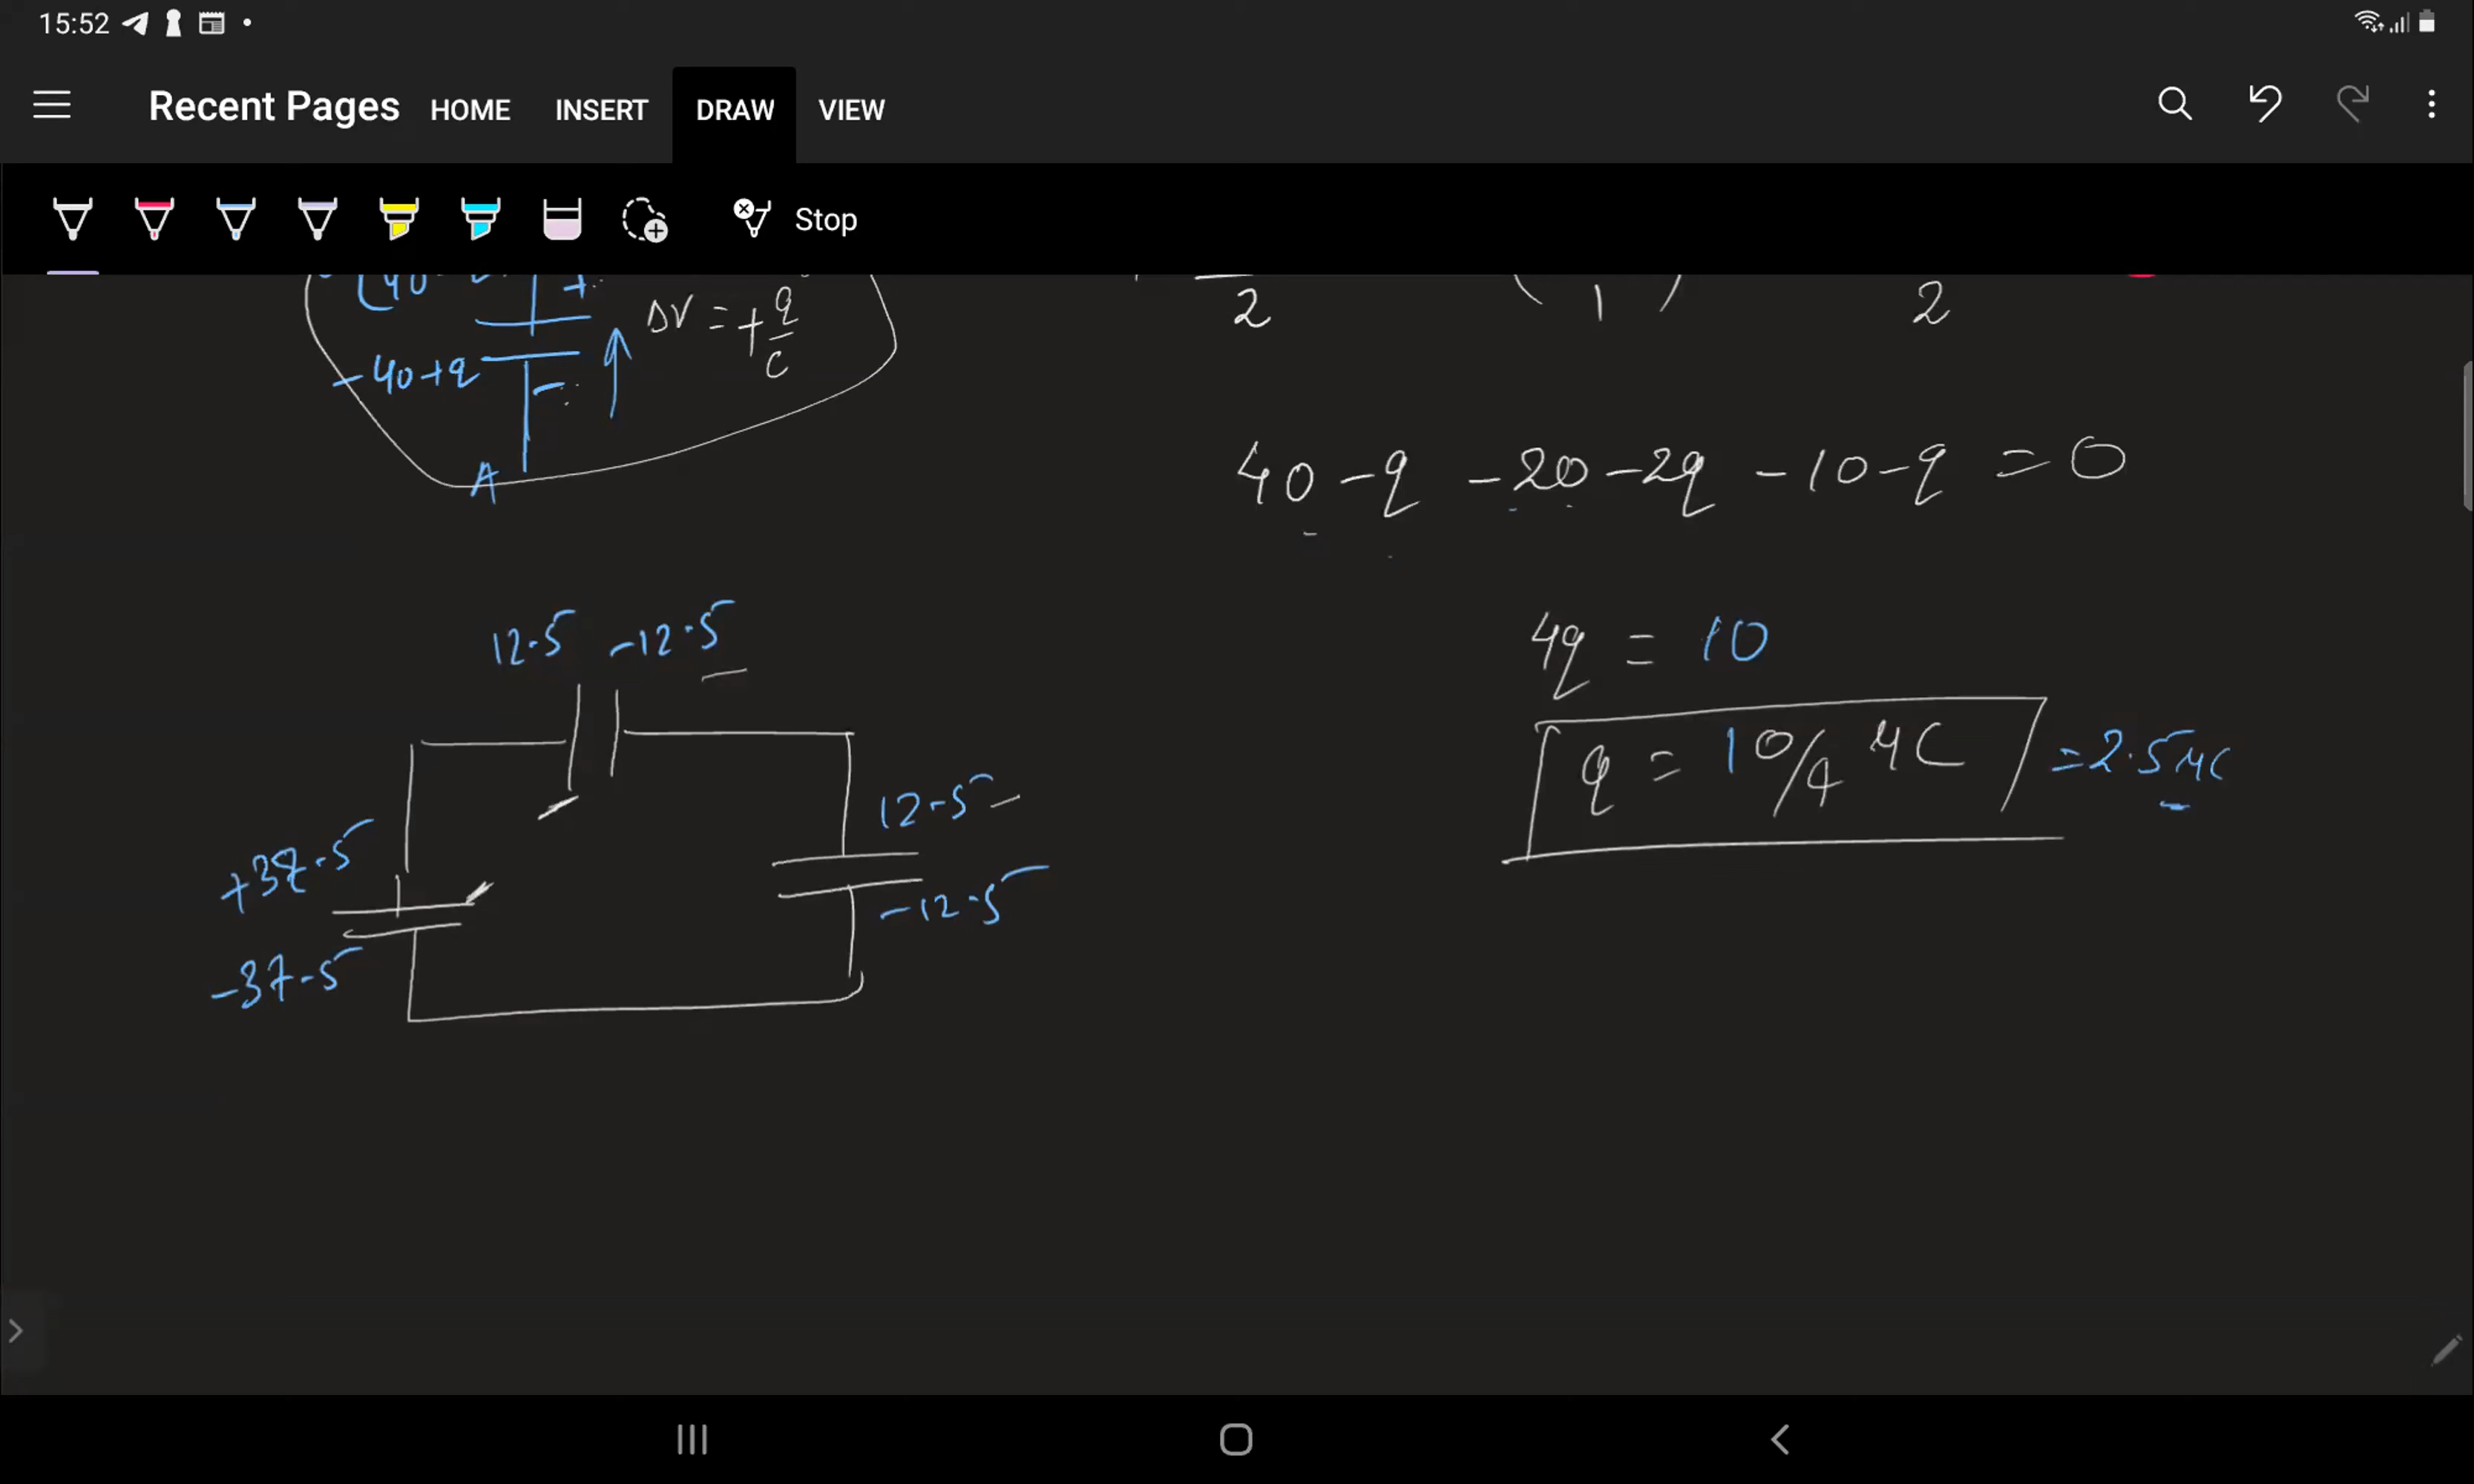 15:52
Recent Pages HOME INSERT DRAW VIEW
Stop
(40
+
ΔV = + q/C
2
1
2
-40+q
A
40 - q - 20 - 2q - 10 - q = 0
12.5 -12.5
4q = 10
q = 10/4 μC = 2.5 μC
12.5
-12.5
+37.5
-37.5